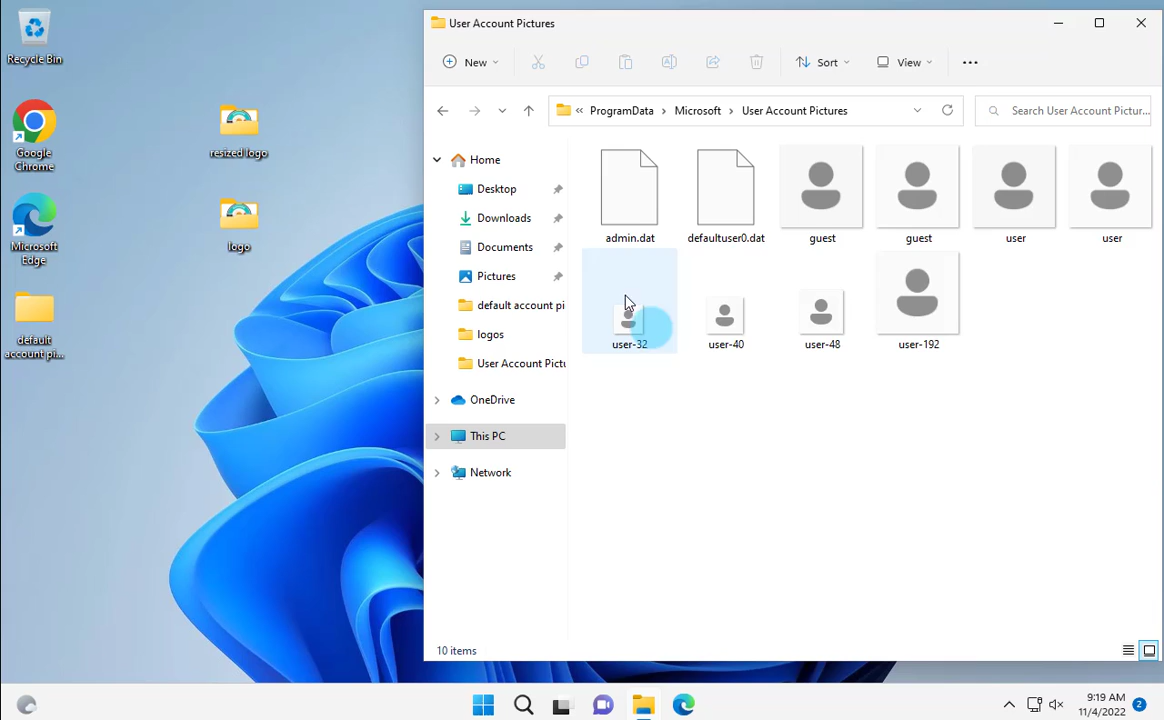 Recycle Bin
Google
Chrome
Microsoft
Edge
default
account pi...
resized logo
logo
User Account Pictures
New
Sort
View
ProgramData
Microsoft
User Account Pictures
Search User Account Pictur...
Home
Desktop
Downloads
Documents
Pictures
default account pi
logos
User Account Pictu
OneDrive
This PC
Network
admin.dat
defaultuser0.dat
guest
guest
user
user
user-32
user-40
user-48
user-192
10 items
9:19 AM
11/4/2022
2